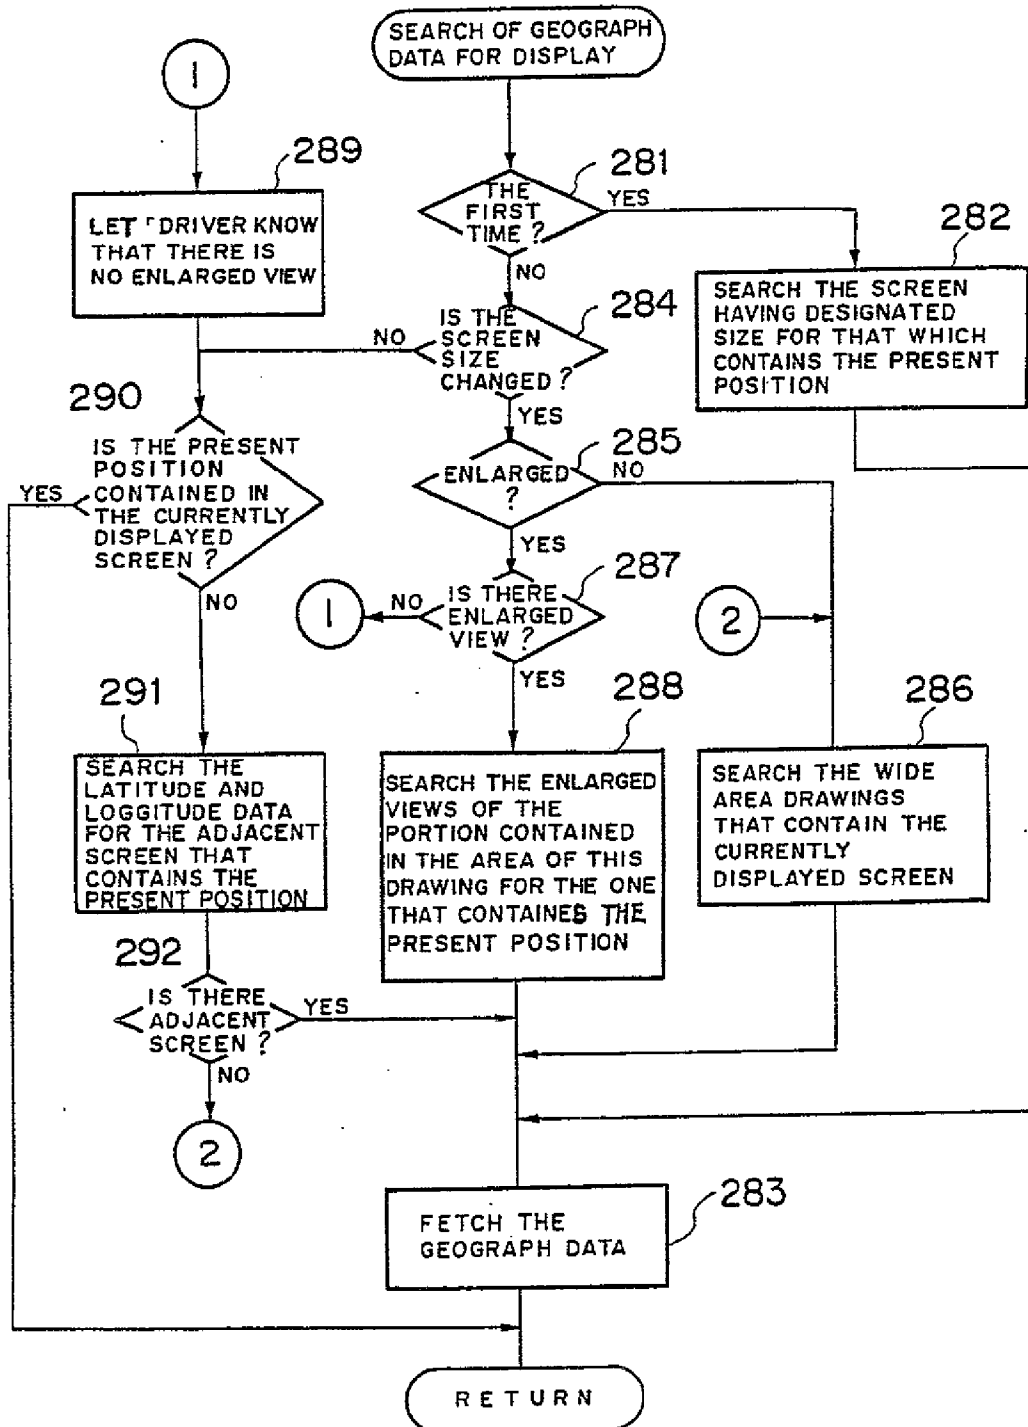 SEARCH OF GEOGRAPH
DATA FOR DISPLAY
1
289
LET DRIVER KNOW
THAT THERE IS
NO ENLARGED VIEW
281
THE
FIRST
TIME?
YES
NO
282
SEARCH THE SCREEN
HAVING DESIGNATED
SIZE FOR THAT WHICH
CONTAINS THE PRESENT
POSITION
284
IS THE
SCREEN
SIZE
CHANGED?
NO
YES
290
IS THE PRESENT
POSITION
CONTAINED IN
THE CURRENTLY
DISPLAYED
SCREEN?
YES
NO
285
ENLARGED
?
NO
YES
287
IS THERE
ENLARGED
VIEW?
NO
1
YES
2
291
SEARCH THE
LATITUDE AND
LOGGITUDE DATA
FOR THE ADJACENT
SCREEN THAT
CONTAINS THE
PRESENT POSITION
288
SEARCH THE ENLARGED
VIEWS OF THE
PORTION CONTAINED
IN THE AREA OF THIS
DRAWING FOR THE ONE
THAT CONTAINES THE
PRESENT POSITION
286
SEARCH THE WIDE
AREA DRAWINGS
THAT CONTAIN THE
CURRENTLY
DISPLAYED SCREEN
292
IS THERE
ADJACENT
SCREEN?
YES
NO
2
283
FETCH THE
GEOGRAPH DATA
RETURN